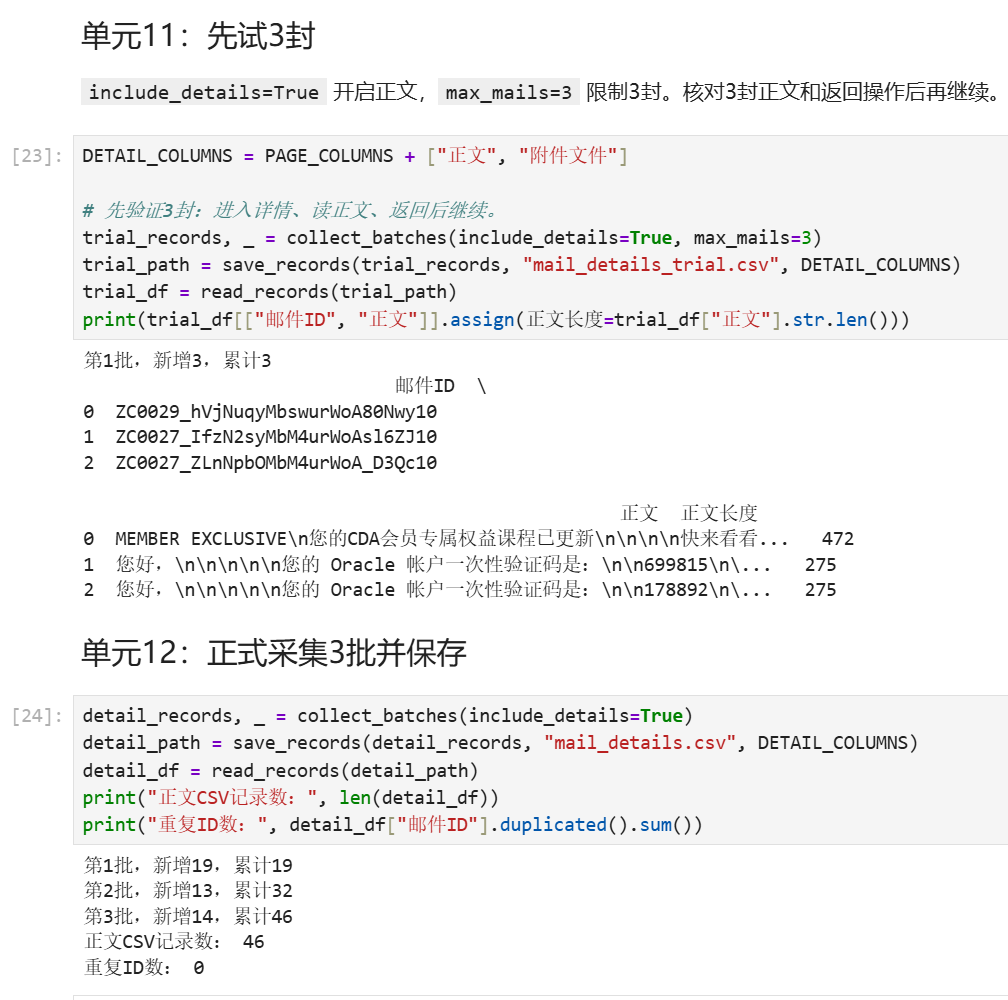 单元11：先试3封
include_details=True 开启正文，max_mails=3 限制3封。核对3封正文和返回操作后再继续。
[23]: DETAIL_COLUMNS = PAGE_COLUMNS + ["正文", "附件文件"]
# 先验证3封：进入详情、读正文、返回后继续。
trial_records, _ = collect_batches(include_details=True, max_mails=3)
trial_path = save_records(trial_records, "mail_details_trial.csv", DETAIL_COLUMNS)
trial_df = read_records(trial_path)
print(trial_df[["邮件ID", "正文"]].assign(正文长度=trial_df["正文"].str.len()))
第1批，新增3，累计3
邮件ID  \
0  ZC0029_hVjNuqyMbswurWoA80Nwy10
1  ZC0027_IfzN2syMbM4urWoAsl6ZJ10
2  ZC0027_ZLnNpbOMbM4urWoA_D3Qc10
正文  正文长度
0  MEMBER EXCLUSIVE\n您的CDA会员专属权益课程已更新\n\n\n\n快来看看...   472
1  您好，\n\n\n\n\n您的 Oracle 帐户一次性验证码是：\n\n699815\n\...   275
2  您好，\n\n\n\n\n您的 Oracle 帐户一次性验证码是：\n\n178892\n\...   275
单元12：正式采集3批并保存
[24]: detail_records, _ = collect_batches(include_details=True)
detail_path = save_records(detail_records, "mail_details.csv", DETAIL_COLUMNS)
detail_df = read_records(detail_path)
print("正文CSV记录数：", len(detail_df))
print("重复ID数：", detail_df["邮件ID"].duplicated().sum())
第1批，新增19，累计19
第2批，新增13，累计32
第3批，新增14，累计46
正文CSV记录数： 46
重复ID数： 0